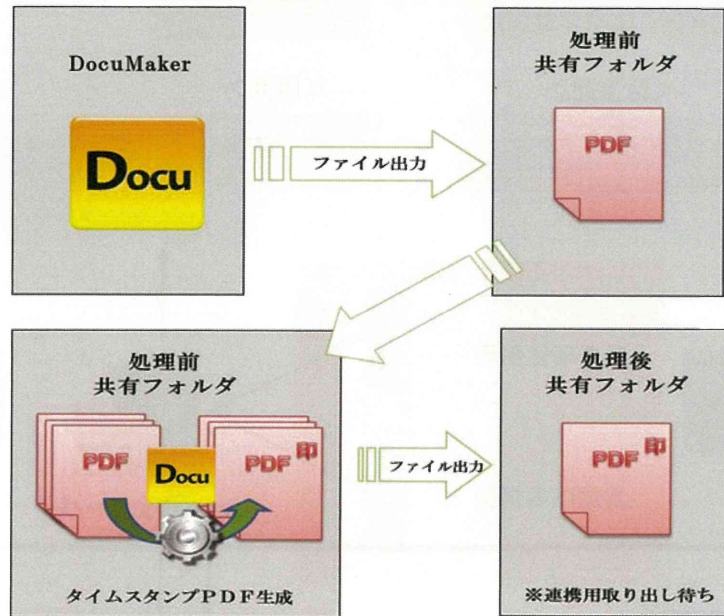 DocuMaker
Docu
ファイル出力
処理前
共有フォルダ
PDF
処理前
共有フォルダ
PDF
Docu
PDF 印
タイムスタンプPDF生成
ファイル出力
処理後
共有フォルダ
PDF 印
※連携用取り出し待ち